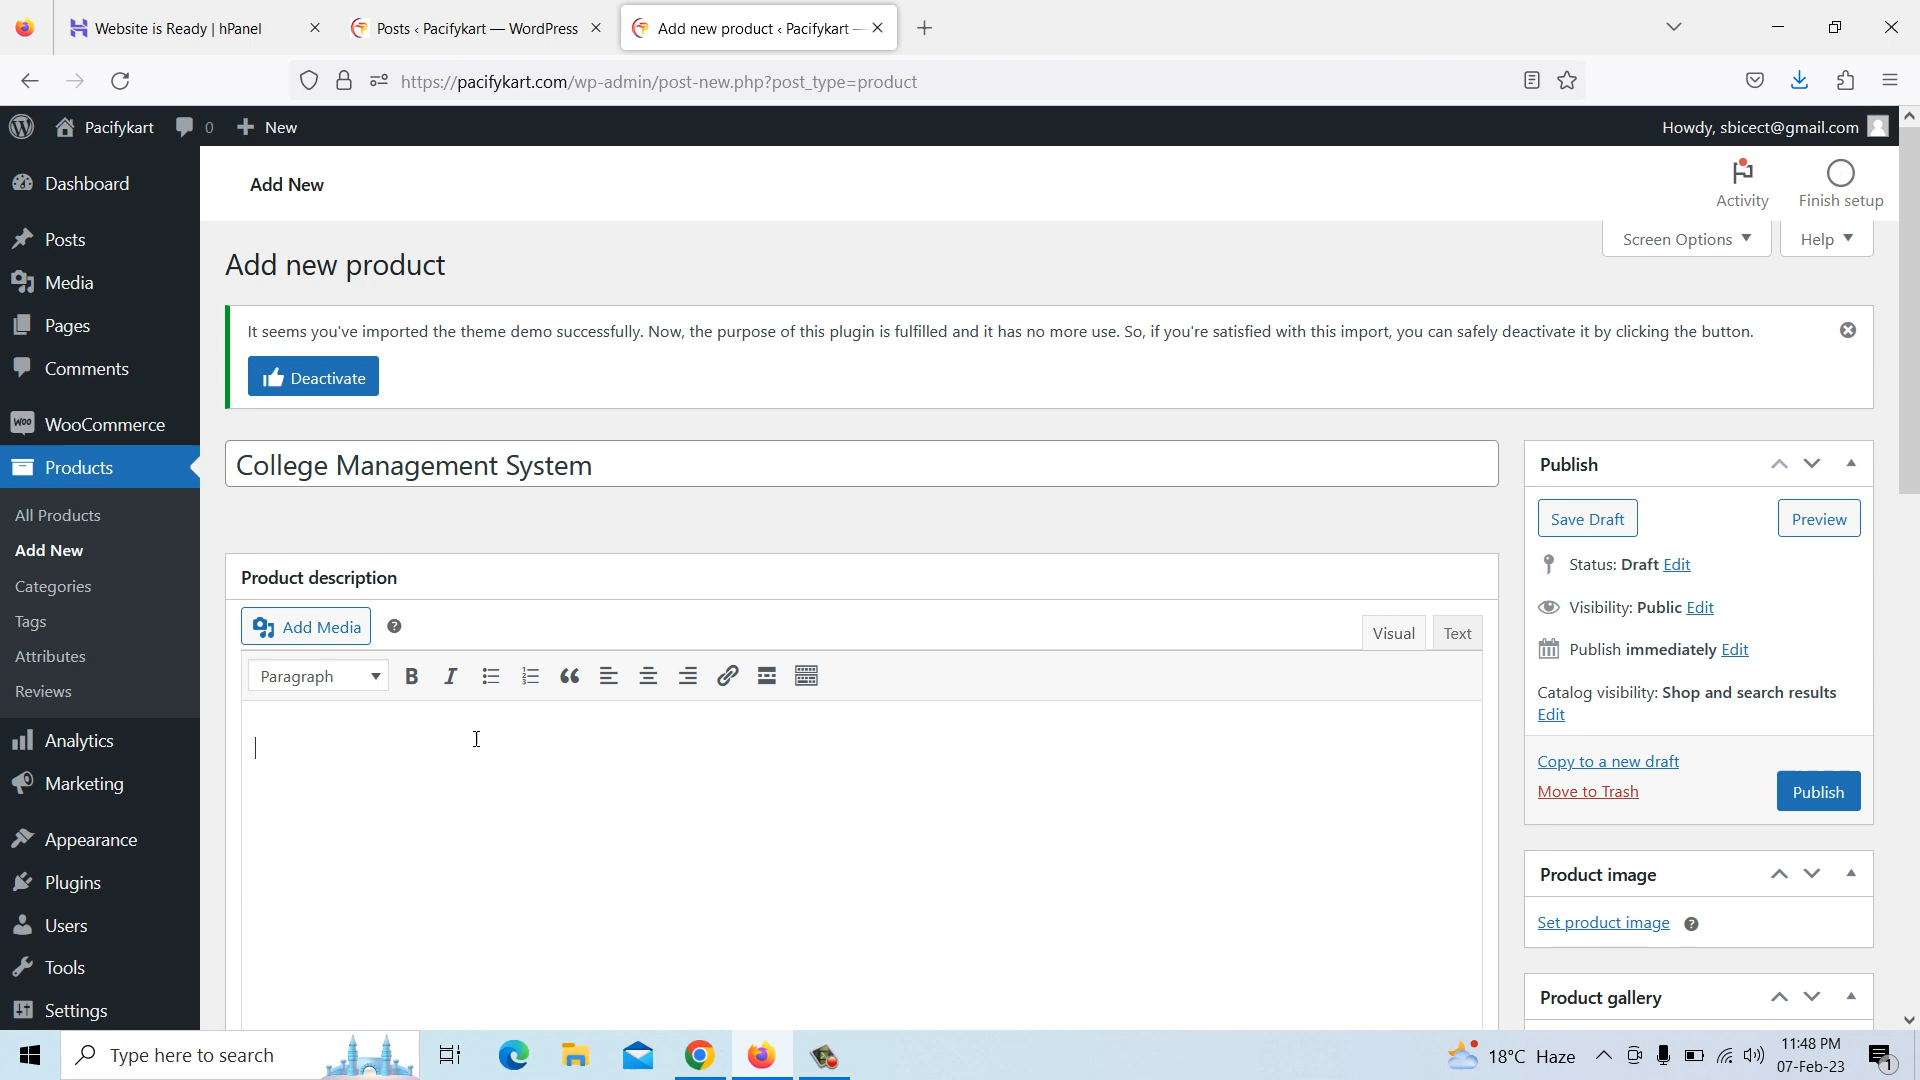 Website is Ready | hPanel
Posts ‹ Pacifykart — WordPress
Add new product ‹ Pacifykart —
https://pacifykart.com/wp-admin/post-new.php?post_type=product
Pacifykart
0
New
Howdy, sbicect@gmail.com
Dashboard
Posts
Media
Pages
Comments
WooCommerce
Products
All Products
Add New
Categories
Tags
Attributes
Reviews
Analytics
Marketing
Appearance
Plugins
Users
Tools
Settings
Add New
Activity
Finish setup
Screen Options
Help
Add new product
It seems you've imported the theme demo successfully. Now, the purpose of this plugin is fulfilled and it has no more use. So, if you're satisfied with this import, you can safely deactivate it by clicking the button.
Deactivate
College Management System
Product description
Add Media
Visual
Text
Paragraph
Publish
Save Draft
Preview
Status: Draft Edit
Visibility: Public Edit
Publish immediately Edit
Catalog visibility: Shop and search results
Edit
Copy to a new draft
Move to Trash
Publish
Product image
Set product image
Product gallery
Type here to search
18°C Haze
11:48 PM
07-Feb-23
1